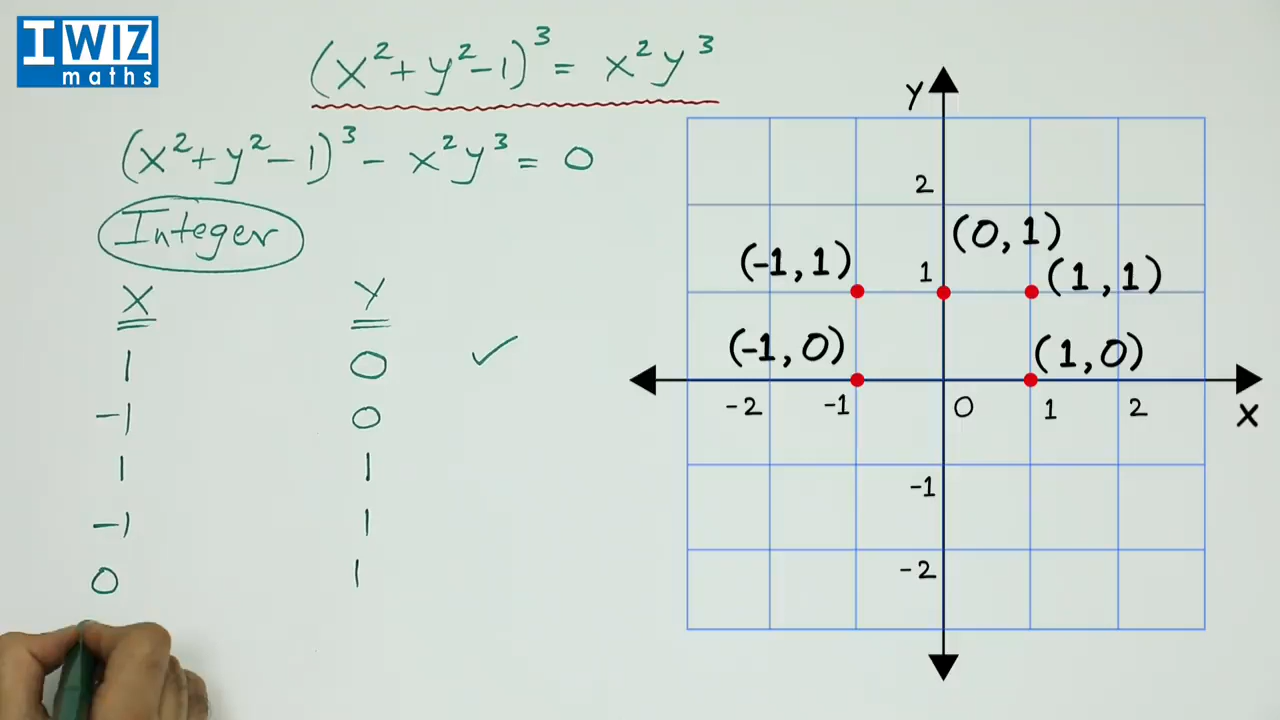 IWIZ
maths
(x²+y²-1)³ = x²y³
(x²+y²-1)³ - x²y³ = 0
Integer
X Y
1 0 ✓
-1 0
1 1
-1 1
0 1
Y
2
(0,1)
(-1,1) 1 (1,1)
(-1,0) (1,0)
-2 -1 0 1 2 X
-1
-2